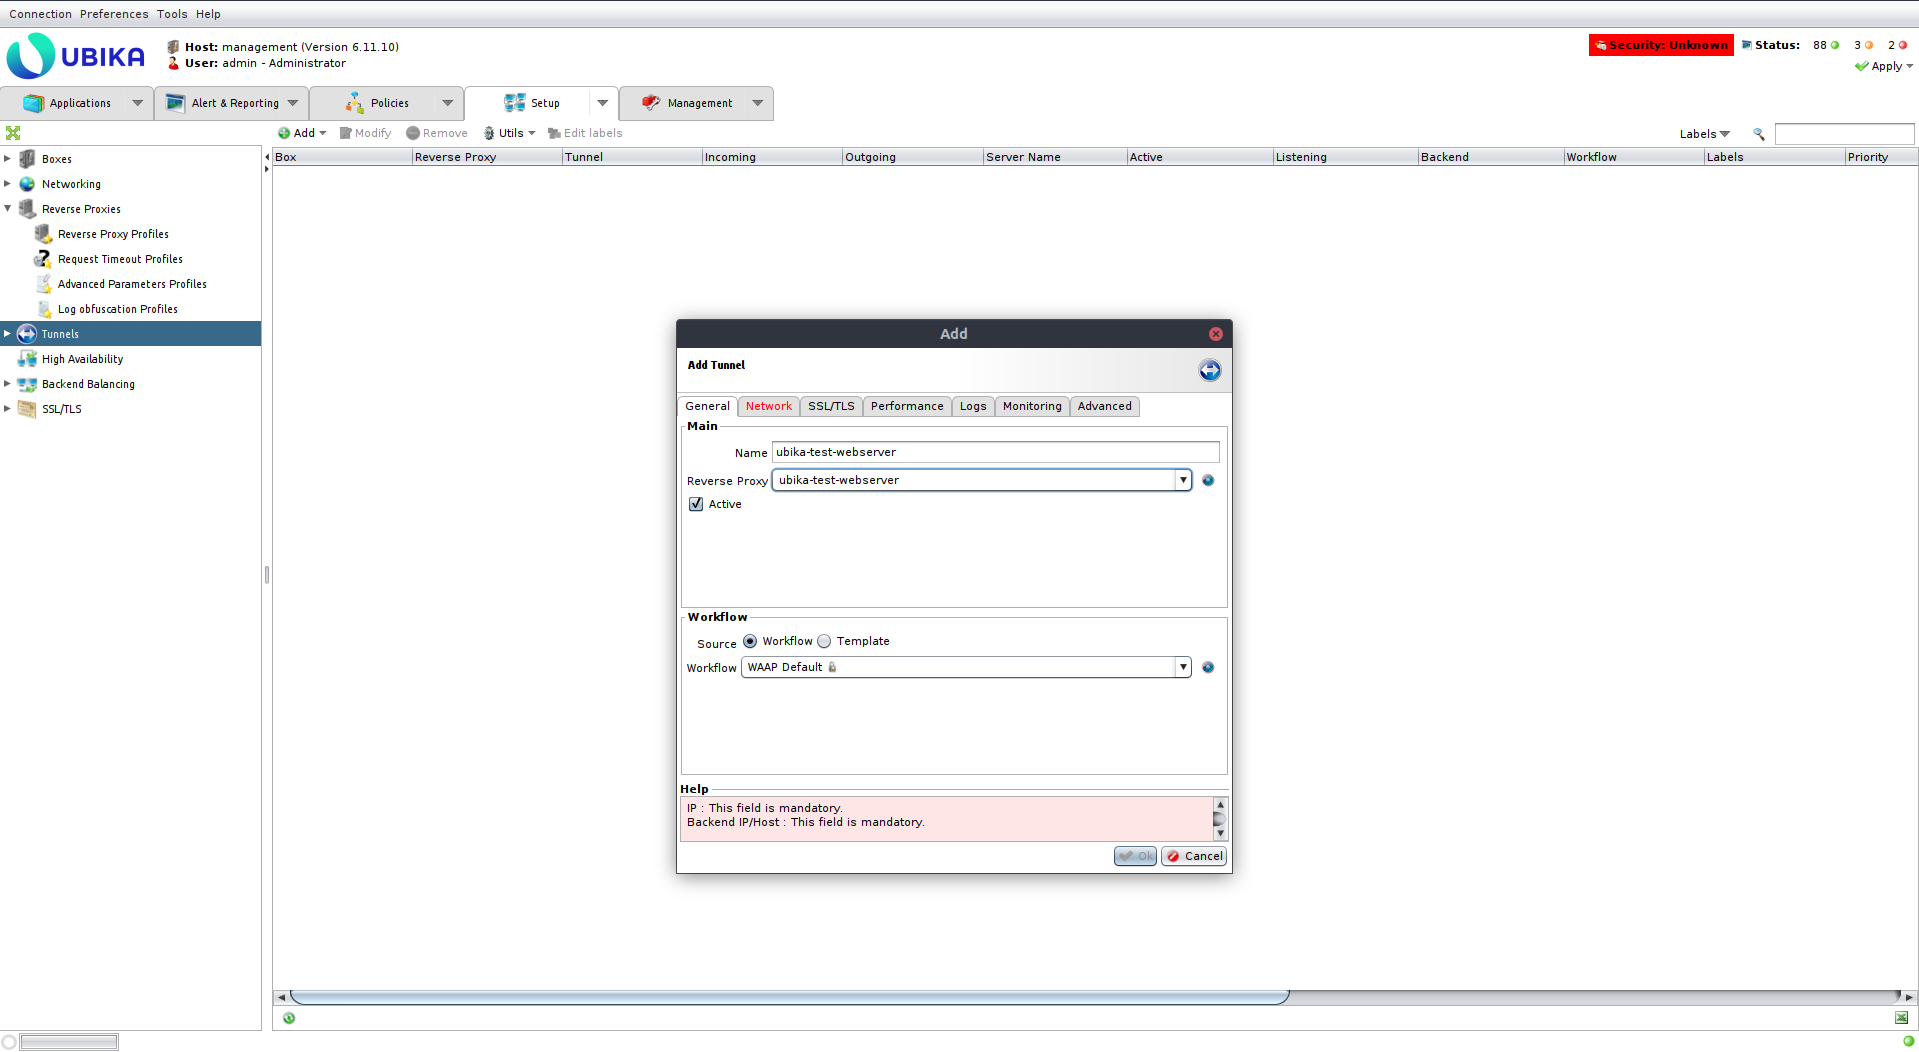 Connection Preferences Tools Help
UBIKA
Host: management (Version 6.11.10)
User: admin - Administrator
Security: Unknown Status: 88 3 2
Apply
Applications Alert & Reporting Policies Setup Management
Add Modify Remove Utils Edit labels Labels
Box Reverse Proxy Tunnel Incoming Outgoing Server Name Active Listening Backend Workflow Labels Priority
Boxes
Networking
Reverse Proxies
Reverse Proxy Profiles
Request Timeout Profiles
Advanced Parameters Profiles
Log obfuscation Profiles
Tunnels
High Availability
Backend Balancing
SSL/TLS
Add
Add Tunnel
General Network SSL/TLS Performance Logs Monitoring Advanced
Main
Name ubika-test-webserver
Reverse Proxy ubika-test-webserver
Active
Workflow
Source Workflow Template
Workflow WAAP Default
Help
IP : This field is mandatory.
Backend IP/Host : This field is mandatory.
Ok Cancel